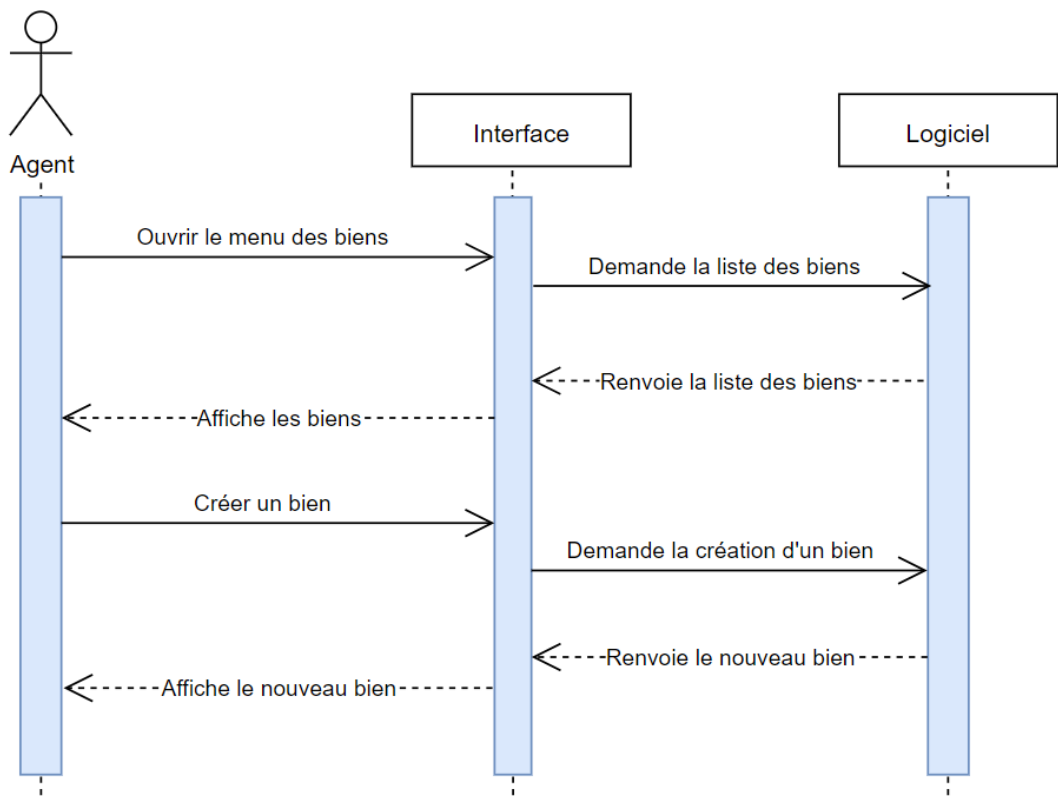 Agent
Interface
Logiciel
Ouvrir le menu des biens
Demande la liste des biens
Renvoie la liste des biens
Affiche les biens
Créer un bien
Demande la création d'un bien
Renvoie le nouveau bien
Affiche le nouveau bien